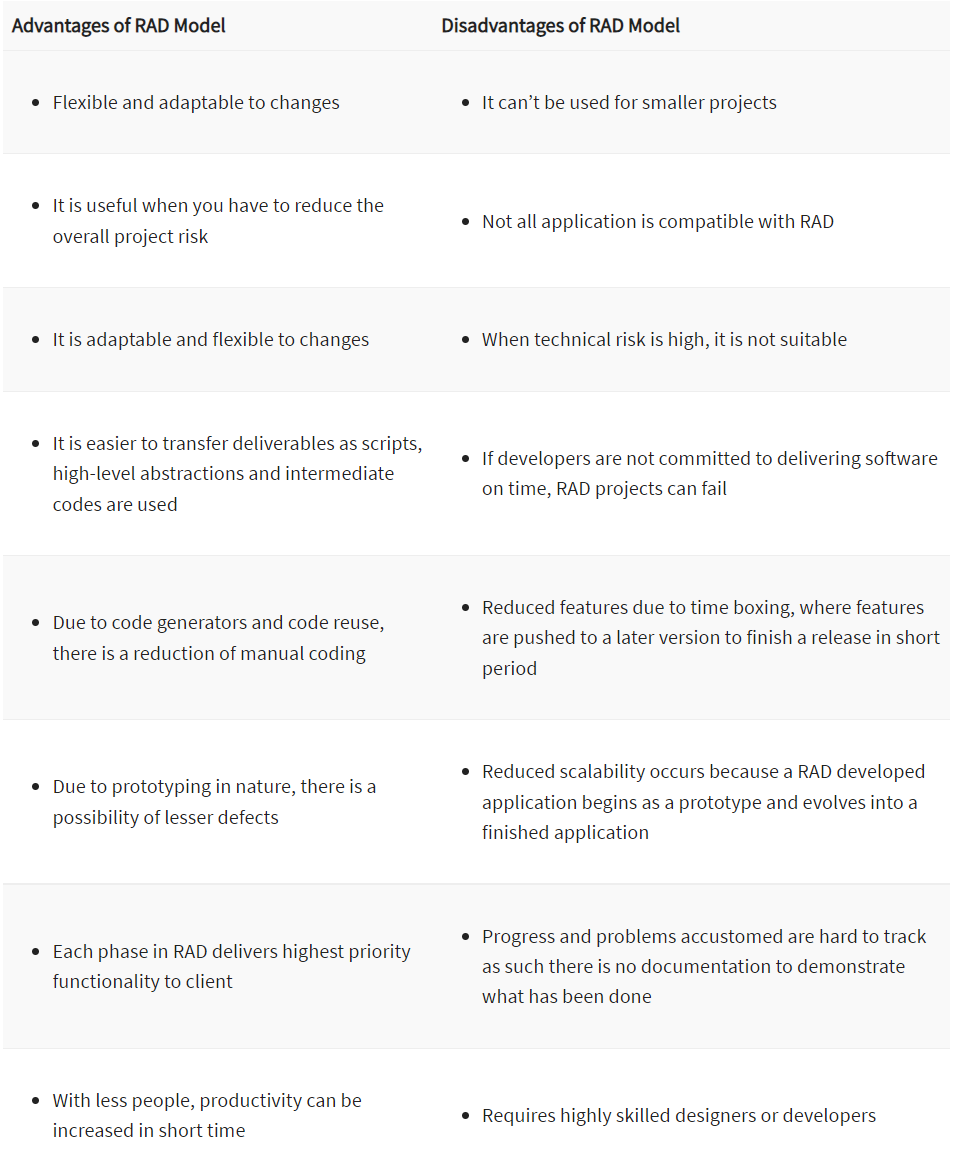 Advantages of RAD Model Disadvantages of RAD Model
• Flexible and adaptable to changes
• It can’t be used for smaller projects
• It is useful when you have to reduce the
overall project risk
• Not all application is compatible with RAD
• It is adaptable and flexible to changes
• When technical risk is high, it is not suitable
• It is easier to transfer deliverables as scripts,
high-level abstractions and intermediate
codes are used
• If developers are not committed to delivering software
on time, RAD projects can fail
• Due to code generators and code reuse,
there is a reduction of manual coding
• Reduced features due to time boxing, where features
are pushed to a later version to finish a release in short
period
• Due to prototyping in nature, there is a
possibility of lesser defects
• Reduced scalability occurs because a RAD developed
application begins as a prototype and evolves into a
finished application
• Each phase in RAD delivers highest priority
functionality to client
• Progress and problems accustomed are hard to track
as such there is no documentation to demonstrate
what has been done
• With less people, productivity can be
increased in short time
• Requires highly skilled designers or developers